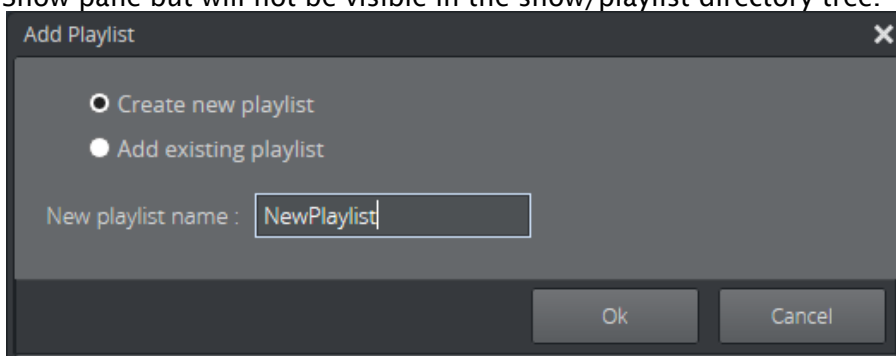 Show pane but will not be visible in the show/playlist directory tree.
Add Playlist
Create new playlist
Add existing playlist
New playlist name : NewPlaylist
Ok Cancel